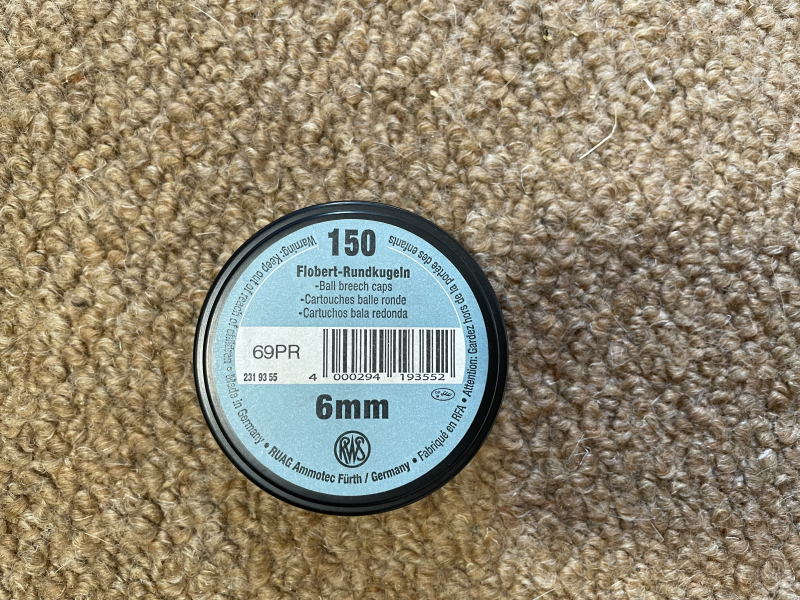 150
Flobert-Rundkugeln
-Ball breech caps
-Cartouches balle ronde
-Cartuchos bala redonda
69PR
231 93 55
4 000294 193552
6mm
RWS
Warning: Keep out of reach of children • Made in Germany • RUAG Ammotec Fürth / Germany • Fabriqué en RFA • Attention: Gardez hors de la portée des enfants